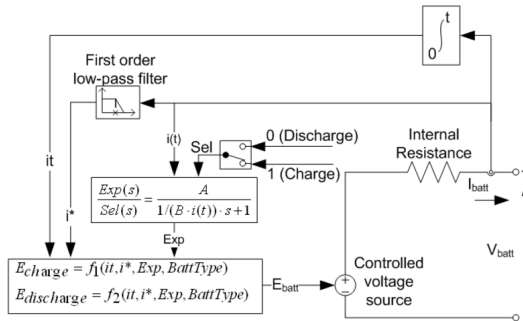 t
∫
0
First order
low-pass filter
i(t)
Sel
0 (Discharge)
1 (Charge)
Internal
Resistance
it
i*
Exp(s)/Sel(s) = A/(1/(B · i(t)) · s + 1)
I_batt
Exp
V_batt
E_charge = f_1(it, i*, Exp, BattType)
E_discharge = f_2(it, i*, Exp, BattType)
E_batt
Controlled
voltage
source